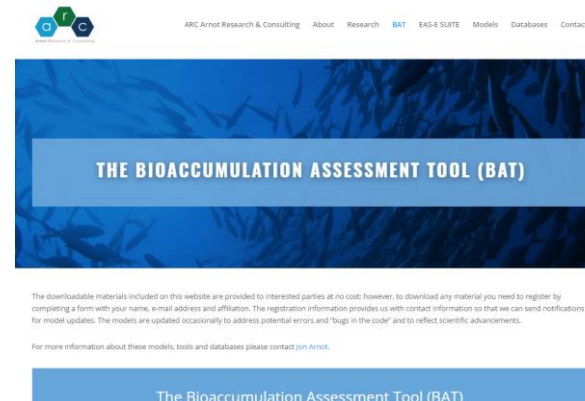 arc
Arnot Research & Consulting
ARC Arnot Research & Consulting About Research BAT EAS-E SUITE Models Databases Contac
THE BIOACCUMULATION ASSESSMENT TOOL (BAT)
The downloadable materials included on this website are provided to interested parties at no cost; however, to download any material you need to register by
completing a form with your name, e-mail address and affiliation. The registration information provides us with contact information so that we can send notifications
for model updates. The models are updated occasionally to address potential errors and "bugs in the code" and to reflect scientific advancements.
For more information about these models, tools and databases please contact Jon Arnot.
The Bioaccumulation Assessment Tool (BAT)